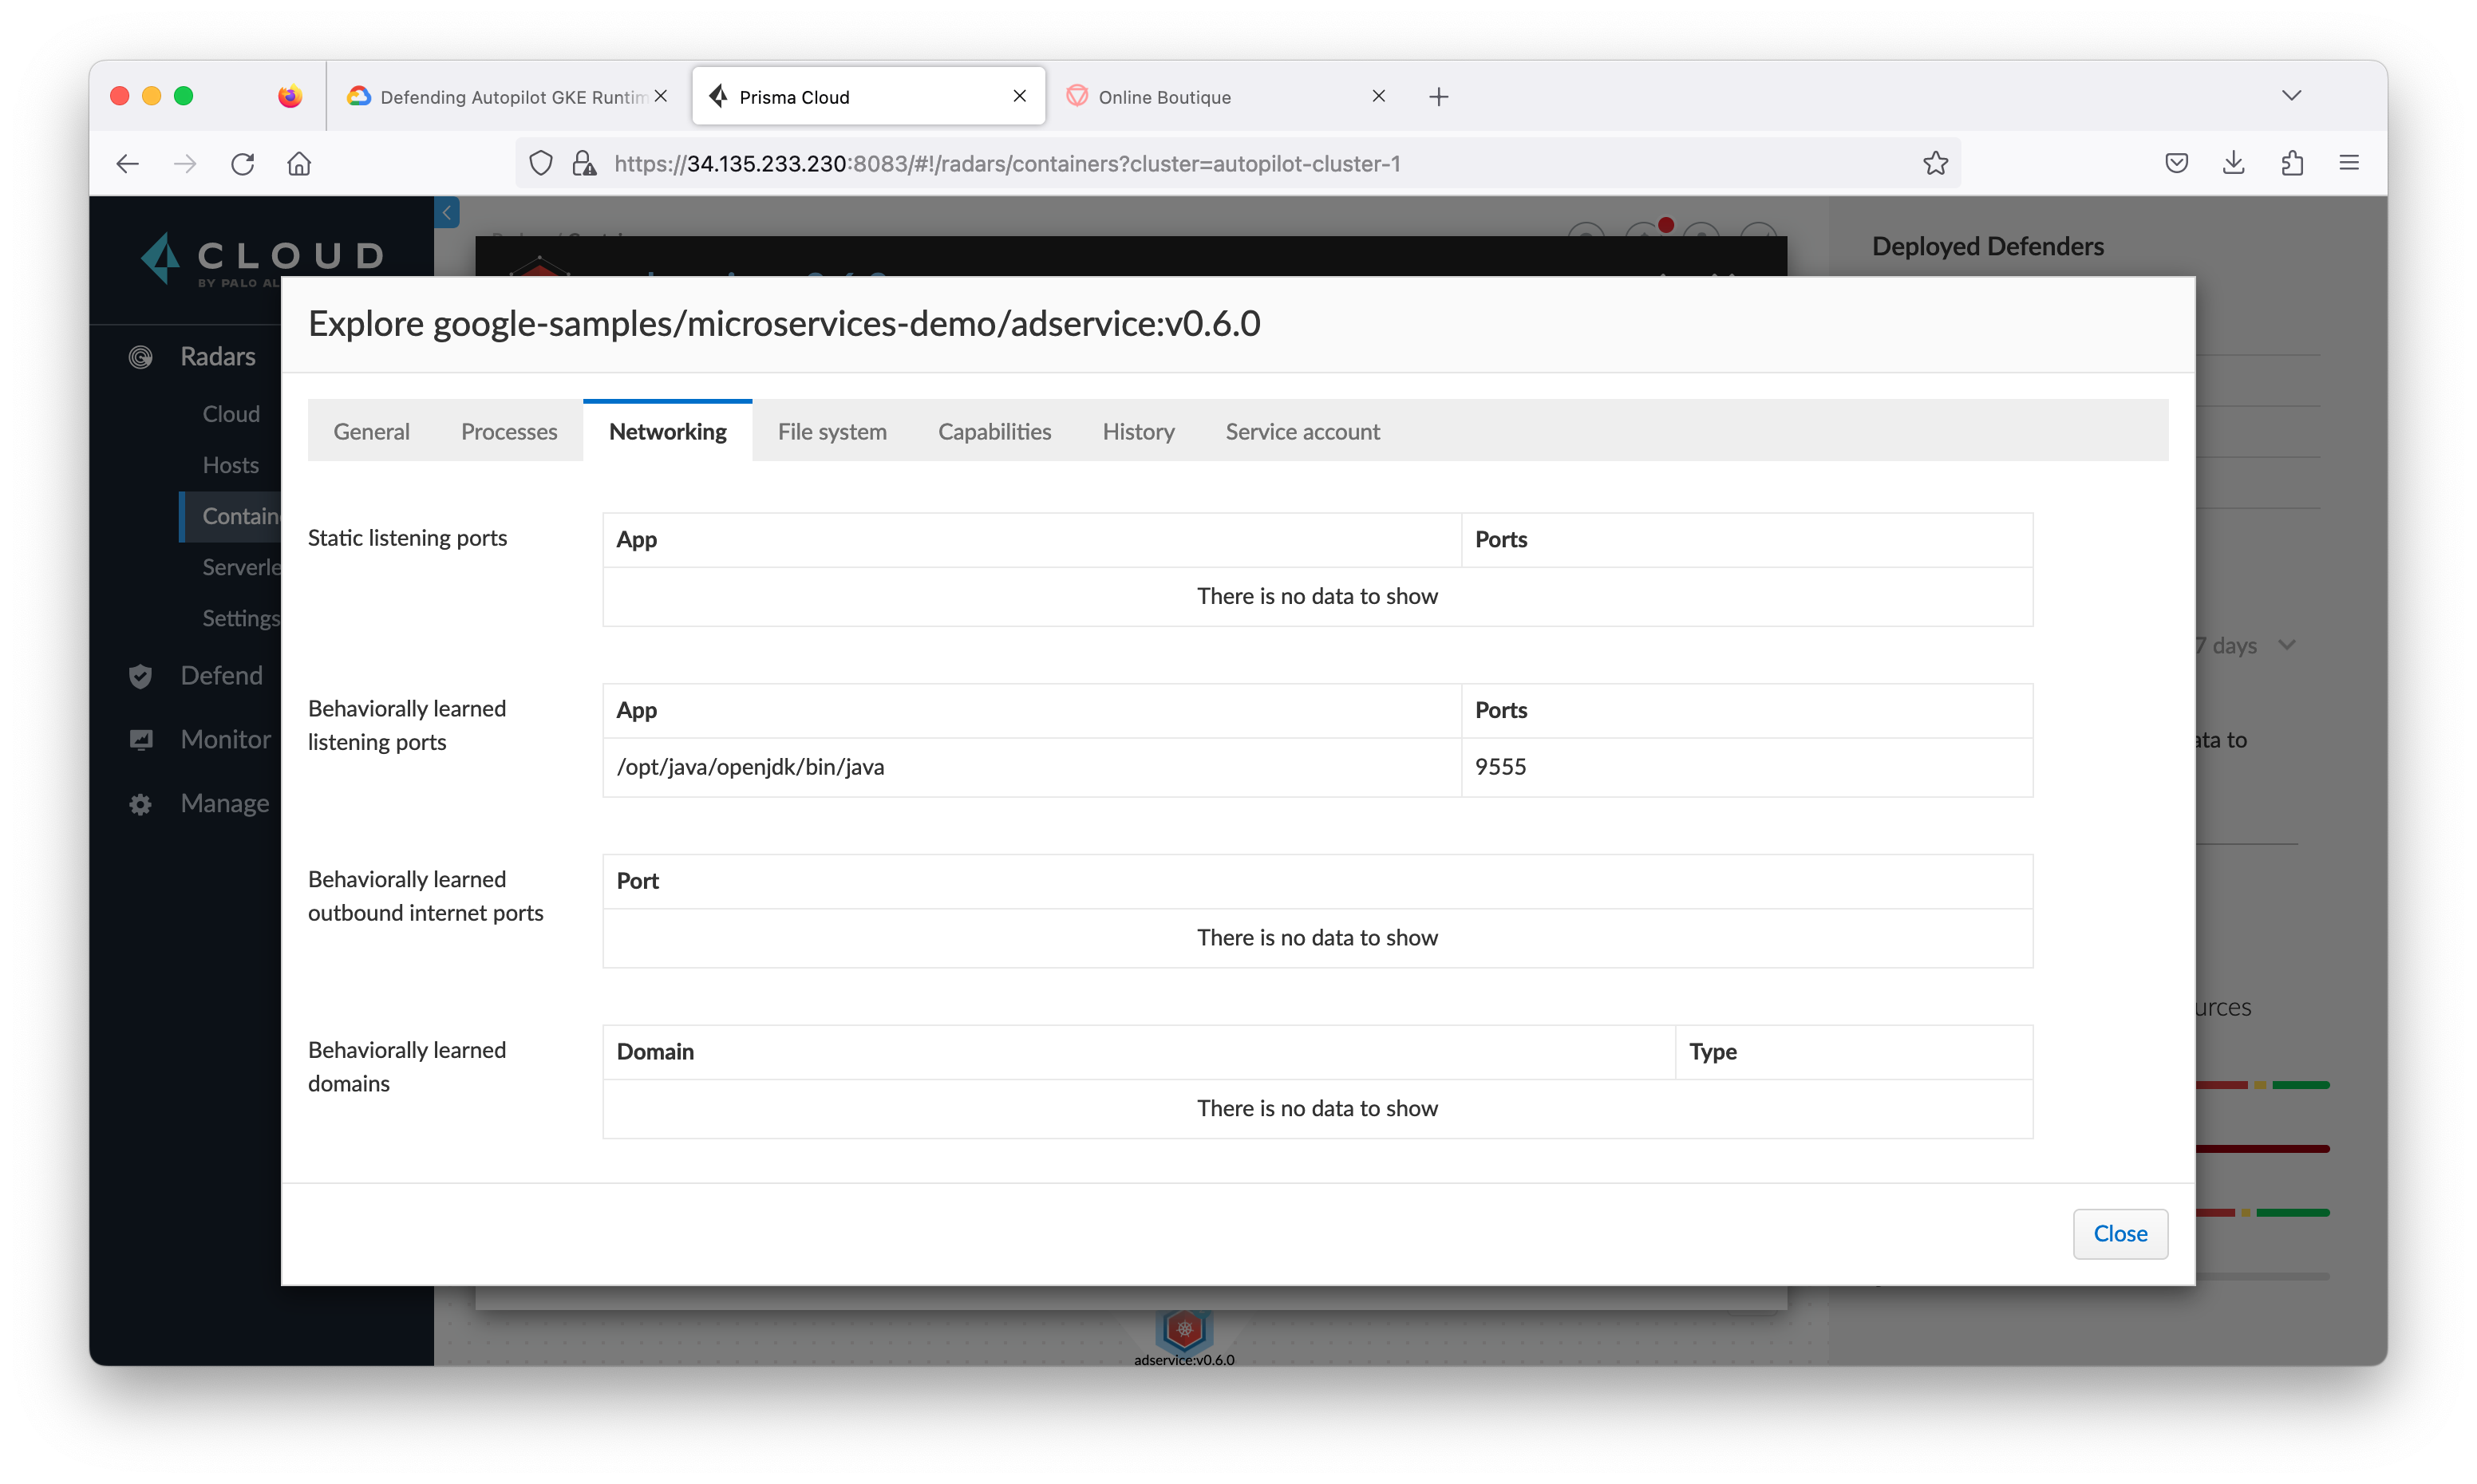 Defending Autopilot GKE Runtim
Prisma Cloud
Online Boutique
https://34.135.233.230:8083/#!/radars/containers?cluster=autopilot-cluster-1
CLOUD
BY PALO AL
Deployed Defenders
Explore google-samples/microservices-demo/adservice:v0.6.0
Radars
Cloud
Hosts
Contain
Serverle
Settings
Defend
Monitor
Manage
General Processes Networking File system Capabilities History Service account
Static listening ports
App Ports
There is no data to show
Behaviorally learned
listening ports
App Ports
/opt/java/openjdk/bin/java 9555
Behaviorally learned
outbound internet ports
Port
There is no data to show
Behaviorally learned
domains
Domain Type
There is no data to show
7 days
ata to
urces
Close
adservice:v0.6.0